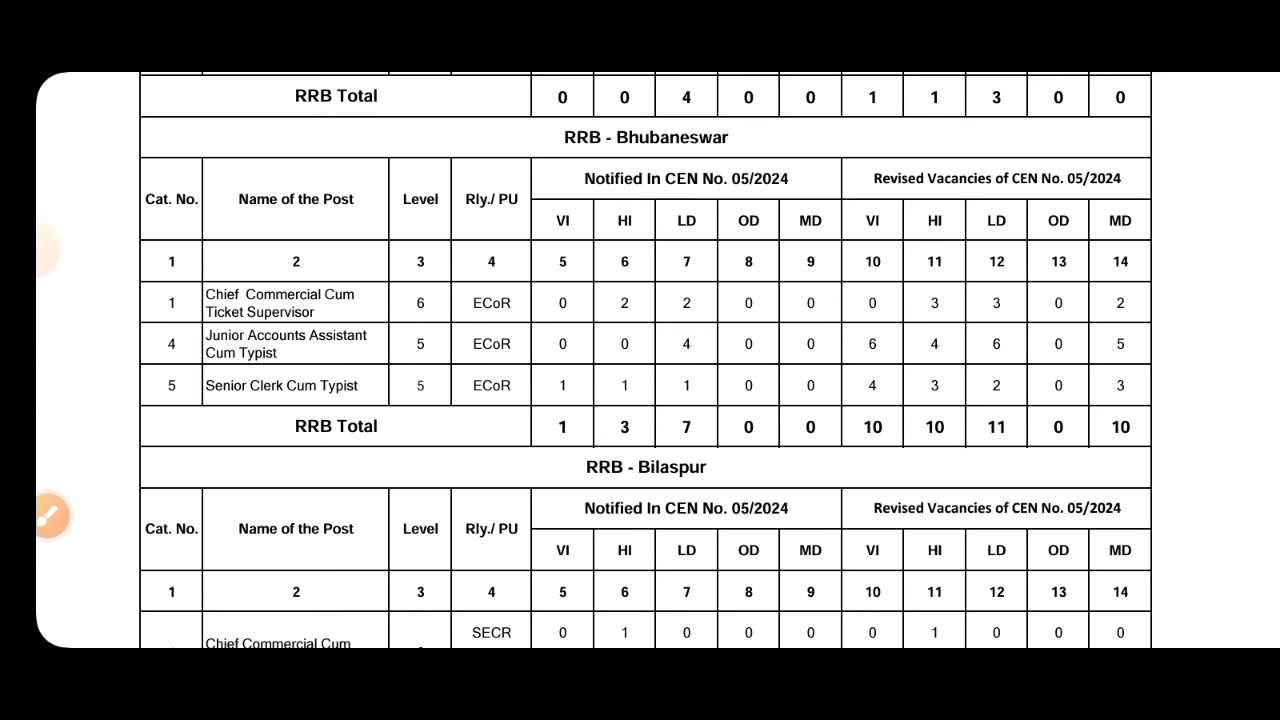 RRB Total 0 0 4 0 0 1 1 3 0 0
RRB - Bhubaneswar
Cat. No. Name of the Post Level Rly./ PU Notified In CEN No. 05/2024 Revised Vacancies of CEN No. 05/2024
VI HI LD OD MD VI HI LD OD MD
1 2 3 4 5 6 7 8 9 10 11 12 13 14
1 Chief Commercial Cum
Ticket Supervisor 6 ECoR 0 2 2 0 0 0 3 3 0 2
4 Junior Accounts Assistant
Cum Typist 5 ECoR 0 0 4 0 0 6 4 6 0 5
5 Senior Clerk Cum Typist 5 ECoR 1 1 1 0 0 4 3 2 0 3
RRB Total 1 3 7 0 0 10 10 11 0 10
RRB - Bilaspur
Cat. No. Name of the Post Level Rly./ PU Notified In CEN No. 05/2024 Revised Vacancies of CEN No. 05/2024
VI HI LD OD MD VI HI LD OD MD
1 2 3 4 5 6 7 8 9 10 11 12 13 14
SECR 0 1 0 0 0 0 1 0 0 0
Chief Commercial Cum